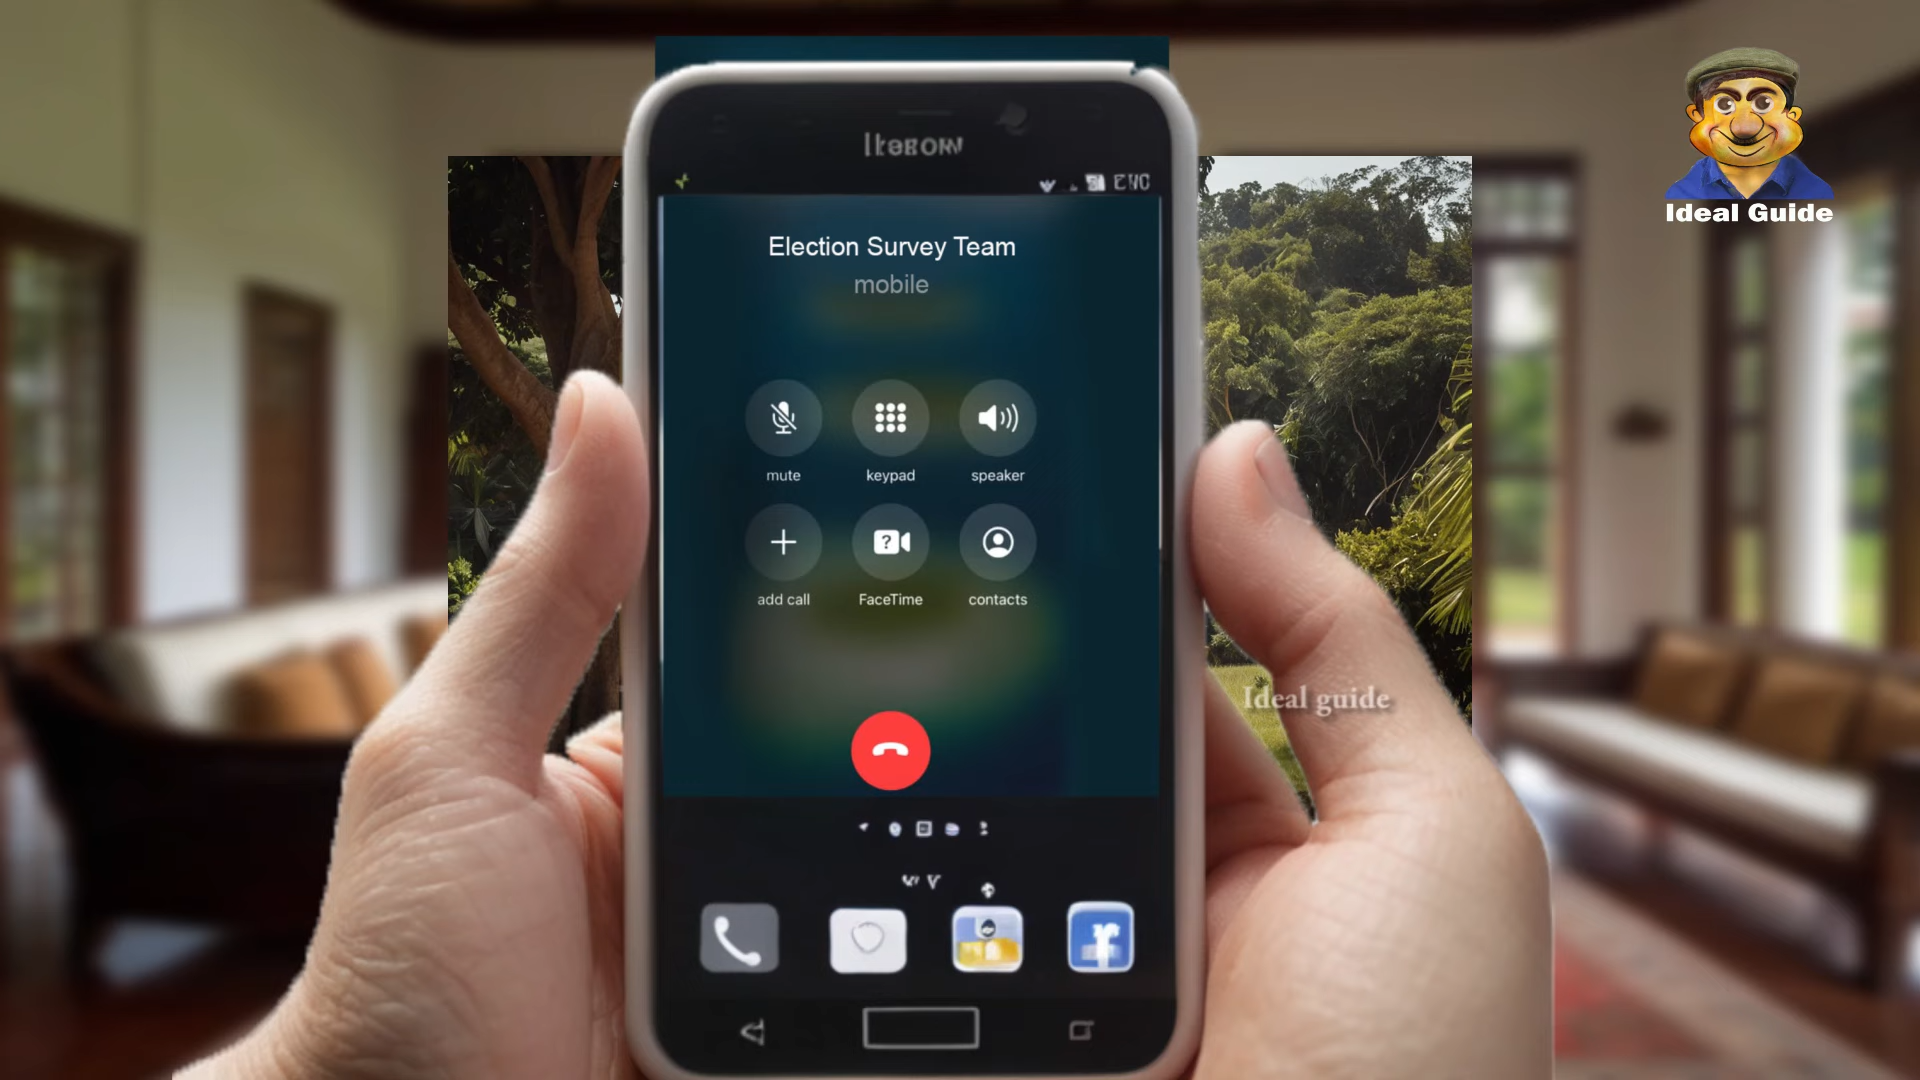 Ideal Guide
Election Survey Team
mobile
mute
keypad
speaker
add call
FaceTime
contacts
Ideal guide